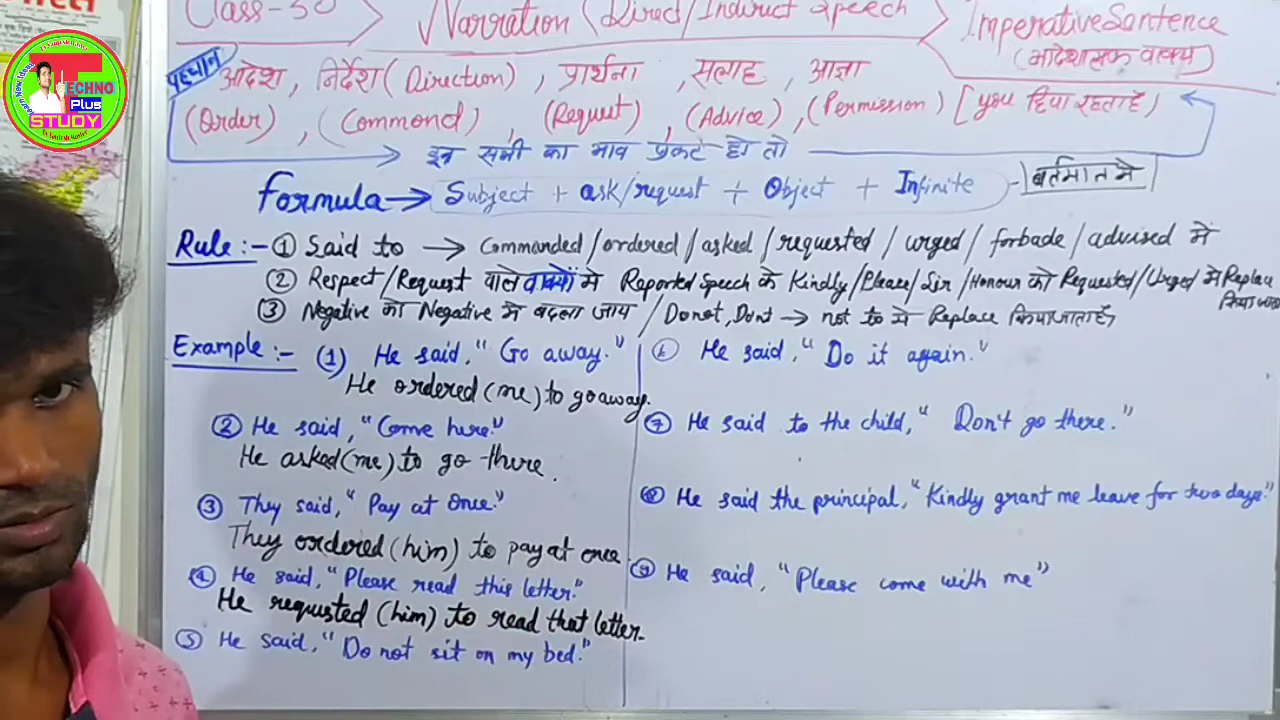 Class-30
Narration (Direct/Indirect Speech
Imperative Sentence
(आदेशात्मक वाक्य)
पहचान
आदेश, निर्देश (Direction), प्रार्थना, सलाह, आज्ञा
(Order), (Commond) (Request), (Advice), (Permission) [you छिपा रहता है)
इन सभी का भाव प्रकट हो तो
Formula → Subject + ask/request + Object + Infinite - वर्तमान मे
Rule:- ① Said to → Commanded/ordered/asked/requested/urged/forbade/advised मे
② Respect/Request वाले वाक्यों मे Reported Speech के Kindly/Please/Sir/Honour को Requested/Urged मे Replace
किया जाता
③ Negative को Negative मे बदला जाय / Do not, Don't → not to मे Replace किया जाता है,
Example:- (1) He said, "Go away."
He ordered (me) to go away.
② He said, "Come here."
He asked (me) to go there.
③ They said, "Pay at once."
They ordered (him) to pay at once.
④ He said, "Please read this letter."
He requested (him) to read that letter.
⑤ He said, "Do not sit on my bed."
⑥ He said, "Do it again."
⑦ He said to the child, "Don't go there."
⑧ He said the principal, "Kindly grant me leave for two days."
⑨ He said, "Please come with me"
TECHNO
Plus
STUDY